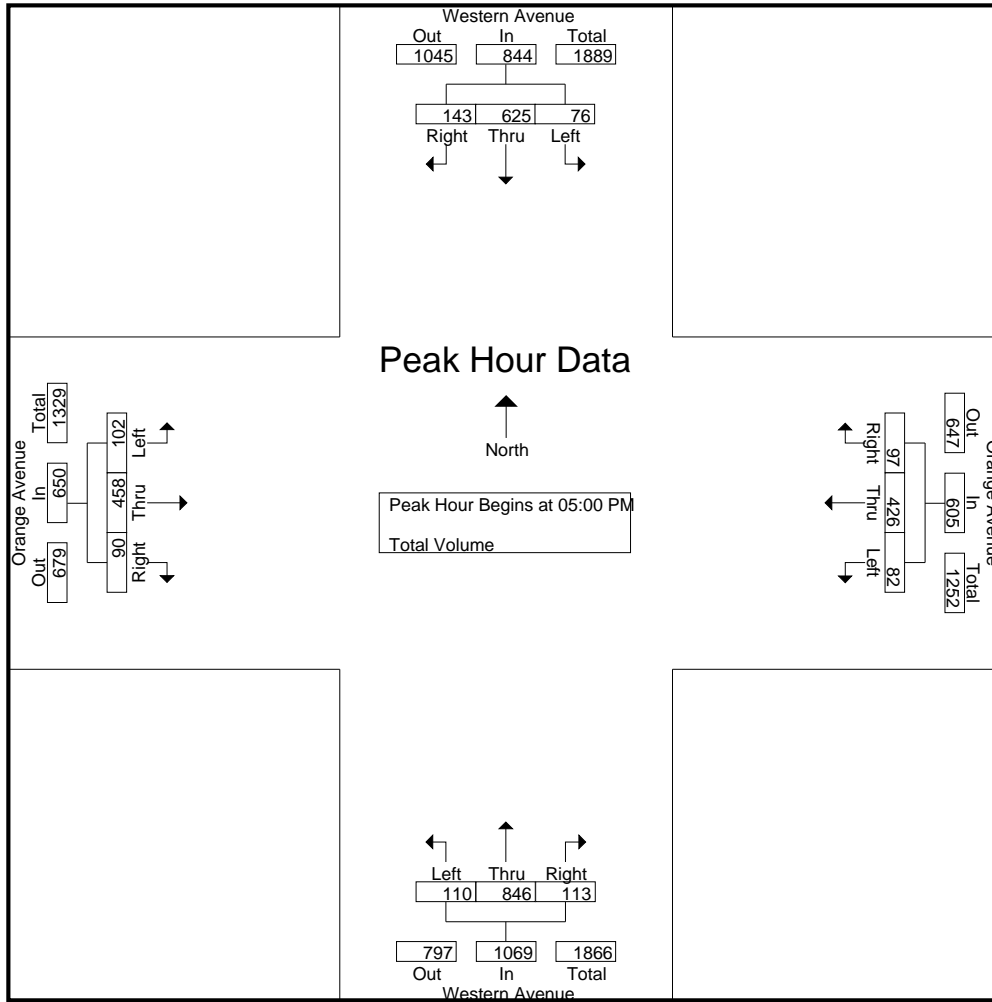 Western Avenue
Out In Total
1045 844 1889
143 625 76
Right Thru Left
Peak Hour Data
North
Peak Hour Begins at 05:00 PM
Total Volume
Orange Avenue
Out In Total
679 650 1329
Left Thru Right
102 458 90
Orange Avenue
Out In Total
647 605 1252
Right Thru Left
97 426 82
Left Thru Right
110 846 113
797 1069 1866
Out In Total
Western Avenue